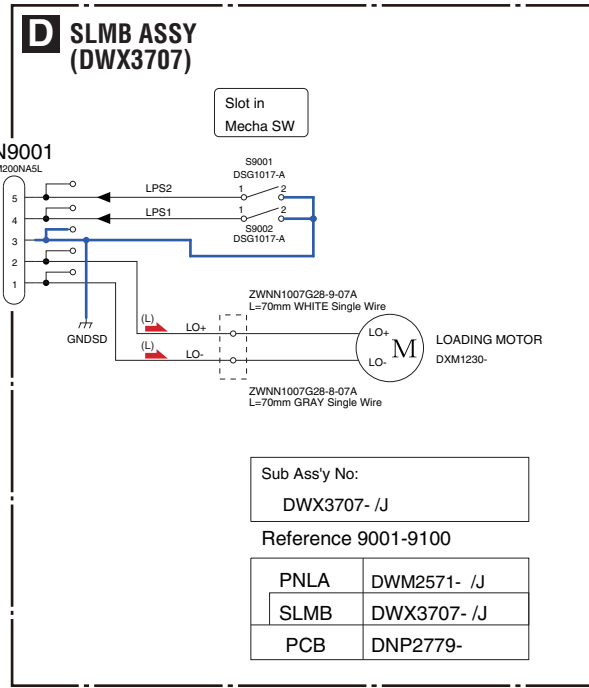 D SLMB ASSY
(DWX3707)
Slot in
Mecha SW
N9001
M200NA5L
S9001
DSG1017-A
5
LPS2
1
2
4
LPS1
1
2
S9002
DSG1017-A
3
2
1
GNDSD
ZWNN1007G28-9-07A
L=70mm WHITE Single Wire
(L)
LO+
LO+
(L)
LO-
LO-
M
LOADING MOTOR
DXM1230-
ZWNN1007G28-8-07A
L=70mm GRAY Single Wire
Sub Ass'y No:
DWX3707- /J
Reference 9001-9100
PNLA DWM2571- /J
SLMB DWX3707- /J
PCB DNP2779-